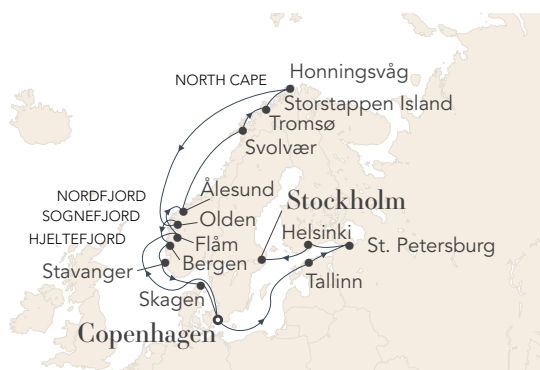 Honningsvåg
NORTH CAPE
Storstappen Island
Tromsø
Svolvær
Ålesund
NORDFJORD
Stockholm
SOGNEFJORD
Olden
Helsinki
HJELTEFJORD
Flåm
St. Petersburg
Bergen
Stavanger
Tallinn
Skagen
Copenhagen